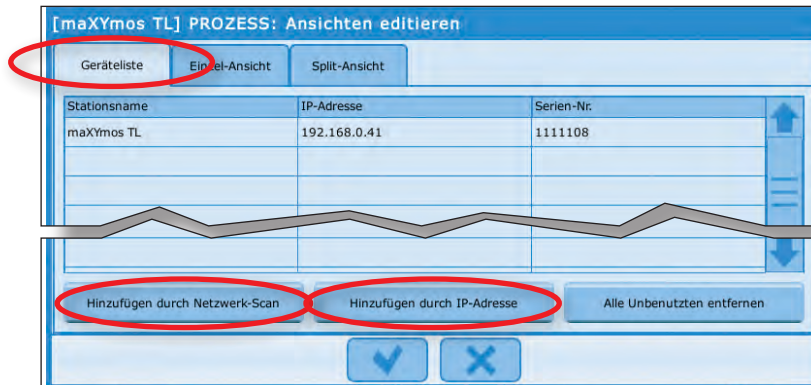 [maXYmos TL] PROZESS: Ansichten editieren
Geräteliste Einzel-Ansicht Split-Ansicht
Stationsname IP-Adresse Serien-Nr.
maXYmos TL 192.168.0.41 1111108
Hinzufügen durch Netzwerk-Scan Hinzufügen durch IP-Adresse Alle Unbenutzten entfernen